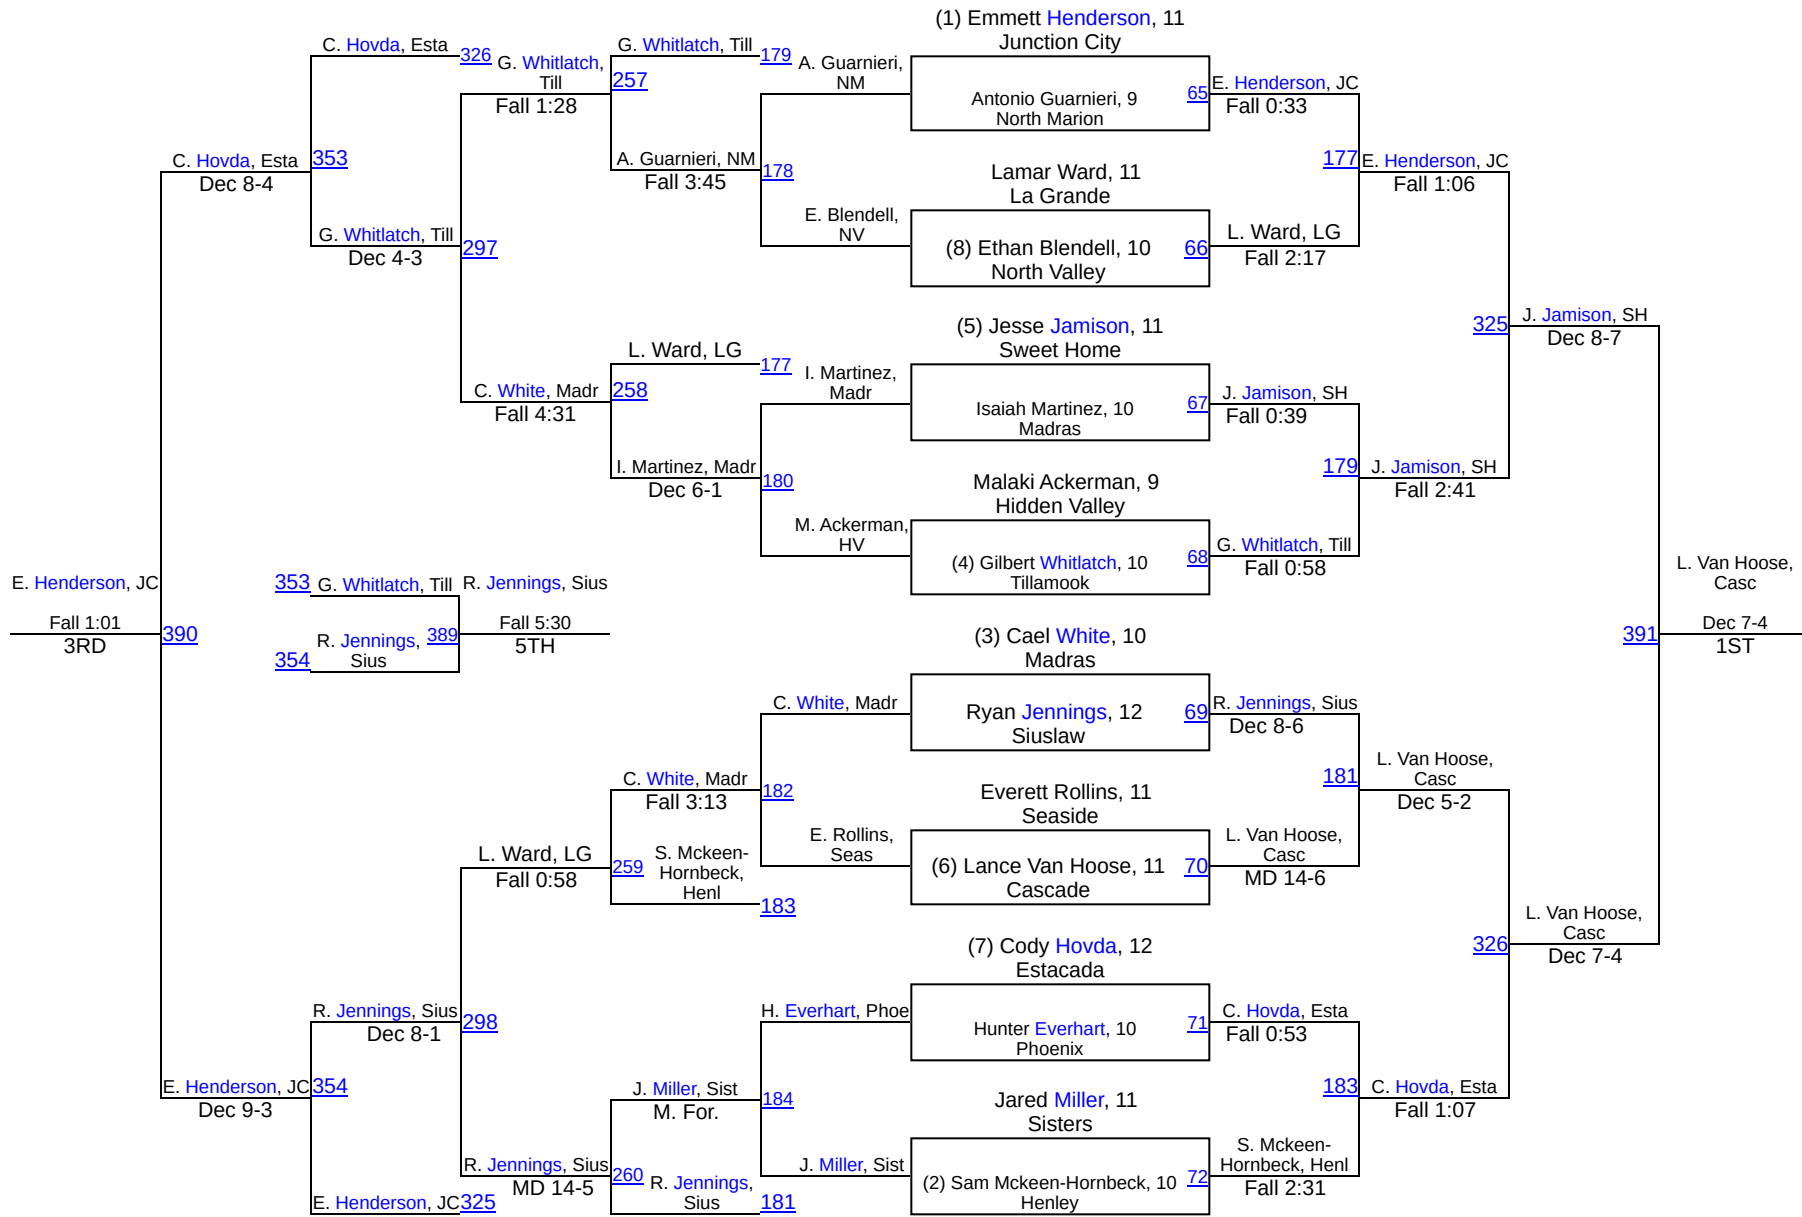 (1) Emmett Henderson, 11
Junction City
C. Hovda, Esta
326
G. Whitlatch,
Till
Fall 1:28
G. Whitlatch, Till
179
257
A. Guarnieri,
NM
Antonio Guarnieri, 9
North Marion
65
E. Henderson, JC
Fall 0:33
C. Hovda, Esta
Dec 8-4
353
A. Guarnieri, NM
Fall 3:45
178
Lamar Ward, 11
La Grande
177
E. Henderson, JC
Fall 1:06
G. Whitlatch, Till
Dec 4-3
297
E. Blendell,
NV
(8) Ethan Blendell, 10
North Valley
66
L. Ward, LG
Fall 2:17
(5) Jesse Jamison, 11
Sweet Home
325
J. Jamison, SH
Dec 8-7
L. Ward, LG
177
C. White, Madr
Fall 4:31
258
I. Martinez,
Madr
Isaiah Martinez, 10
Madras
67
J. Jamison, SH
Fall 0:39
I. Martinez, Madr
Dec 6-1
180
Malaki Ackerman, 9
Hidden Valley
179
J. Jamison, SH
Fall 2:41
M. Ackerman,
HV
(4) Gilbert Whitlatch, 10
Tillamook
68
G. Whitlatch, Till
Fall 0:58
E. Henderson, JC
Fall 1:01
3RD
390
353
G. Whitlatch, Till
R. Jennings,
Sius
354
389
R. Jennings, Sius
Fall 5:30
5TH
L. Van Hoose,
Casc
Dec 7-4
1ST
391
(3) Cael White, 10
Madras
C. White, Madr
Ryan Jennings, 12
Siuslaw
69
R. Jennings, Sius
Dec 8-6
C. White, Madr
Fall 3:13
182
Everett Rollins, 11
Seaside
181
L. Van Hoose,
Casc
Dec 5-2
L. Ward, LG
Fall 0:58
259
S. Mckeen-
Hornbeck,
Henl
183
E. Rollins,
Seas
(6) Lance Van Hoose, 11
Cascade
70
L. Van Hoose,
Casc
MD 14-6
(7) Cody Hovda, 12
Estacada
326
L. Van Hoose,
Casc
Dec 7-4
R. Jennings, Sius
Dec 8-1
298
H. Everhart, Phoe
Hunter Everhart, 10
Phoenix
71
C. Hovda, Esta
Fall 0:53
E. Henderson, JC
Dec 9-3
354
J. Miller, Sist
M. For.
184
Jared Miller, 11
Sisters
183
C. Hovda, Esta
Fall 1:07
R. Jennings, Sius
MD 14-5
260
J. Miller, Sist
(2) Sam Mckeen-Hornbeck, 10
Henley
72
S. Mckeen-
Hornbeck, Henl
Fall 2:31
E. Henderson, JC
325
R. Jennings,
Sius
181